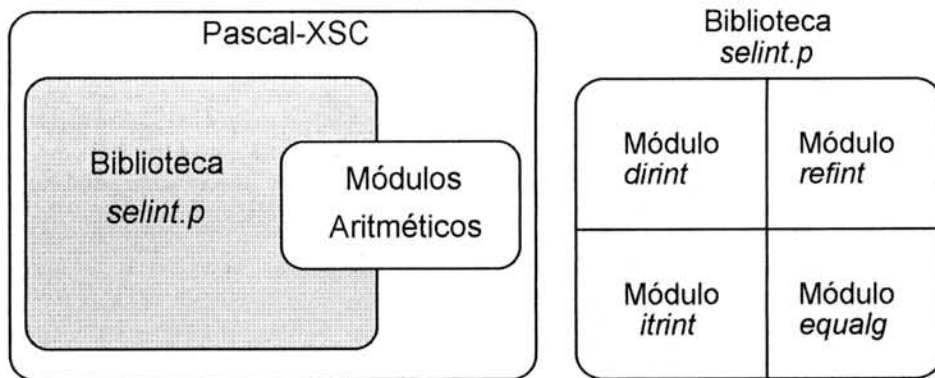 Pascal-XSC
Biblioteca
selint.p
Módulos
Aritméticos
Biblioteca
selint.p
Módulo
dirint
Módulo
refint
Módulo
itrint
Módulo
equalg